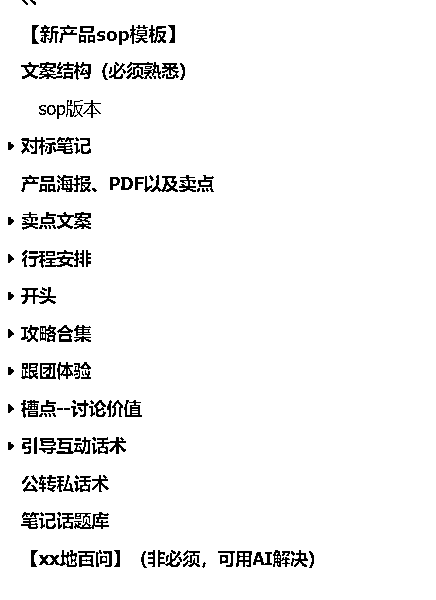 【新产品sop模板】
文案结构（必须熟悉）
sop版本
对标笔记
产品海报、PDF以及卖点
卖点文案
行程安排
开头
攻略合集
跟团体验
槽点--讨论价值
引导互动话术
公转私话术
笔记话题库
【xx地百问】（非必须，可用AI解决）